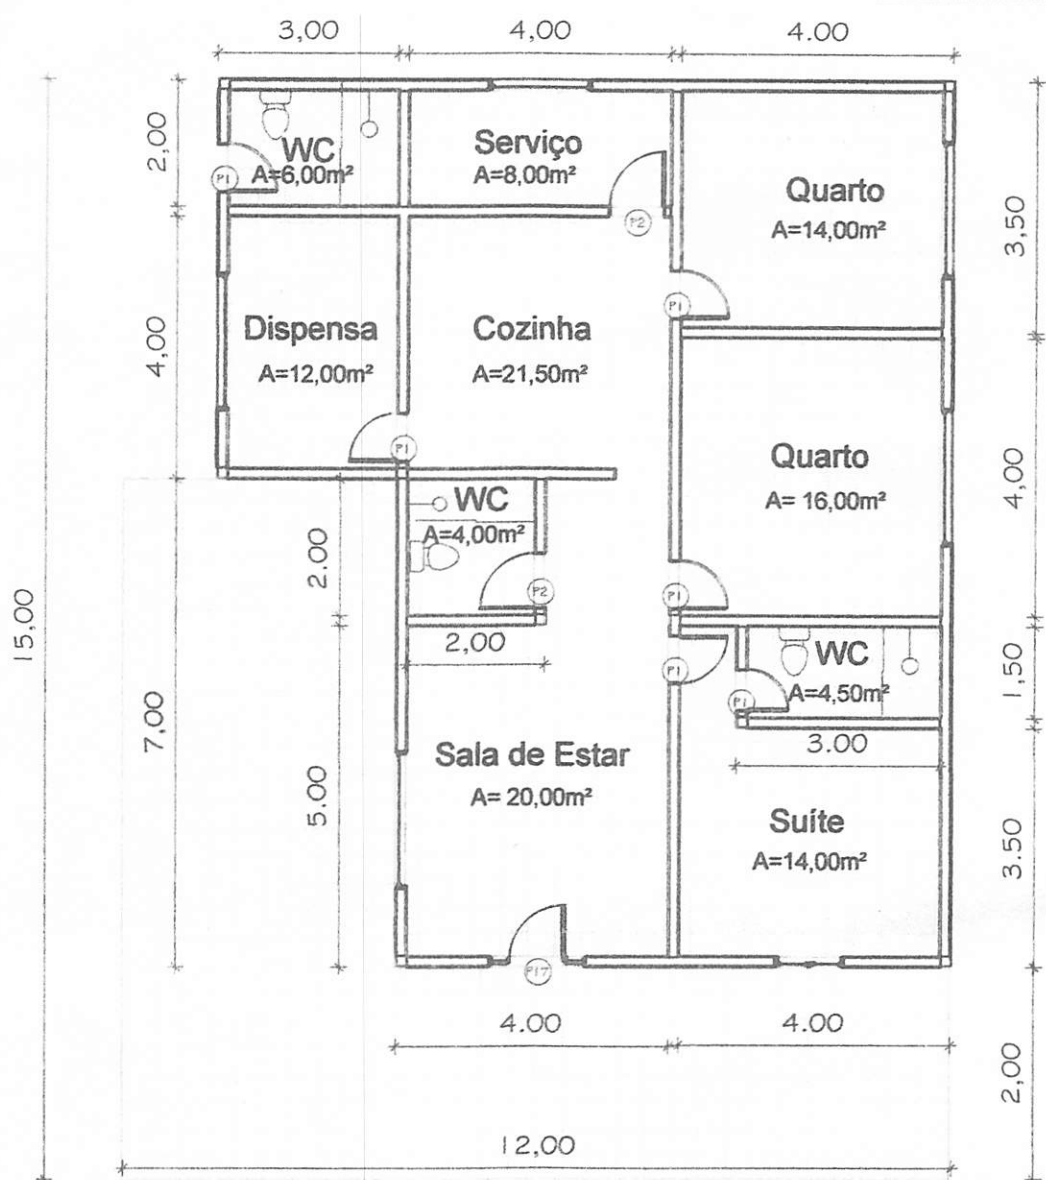 3,00 4,00 4.00
WC
A=6,00m²
P1
Serviço
A=8,00m²
P2
Quarto
A=14,00m²
P1
2,00
3,50
Dispensa
A=12,00m²
P1
Cozinha
A=21,50m²
4,00
Quarto
A= 16,00m²
P1
4,00
WC
A=4,00m²
P2
2.00
2,00
15,00
7,00
5.00
WC
A=4,50m²
P1
P1
1,50
3.00
Sala de Estar
A= 20,00m²
Suíte
A=14,00m²
3.50
P17
4.00 4.00
2,00
12,00